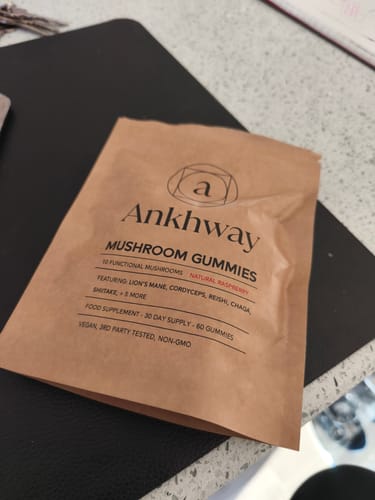 a
Ankhway
MUSHROOM GUMMIES
10 FUNCTIONAL MUSHROOMS NATURAL RASPBERRY
FEATURING: LION'S MANE, CORDYCEPS, REISHI, CHAGA,
SHIITAKE, + 5 MORE
FOOD SUPPLEMENT - 30 DAY SUPPLY - 60 GUMMIES
VEGAN, 3RD PARTY TESTED, NON-GMO